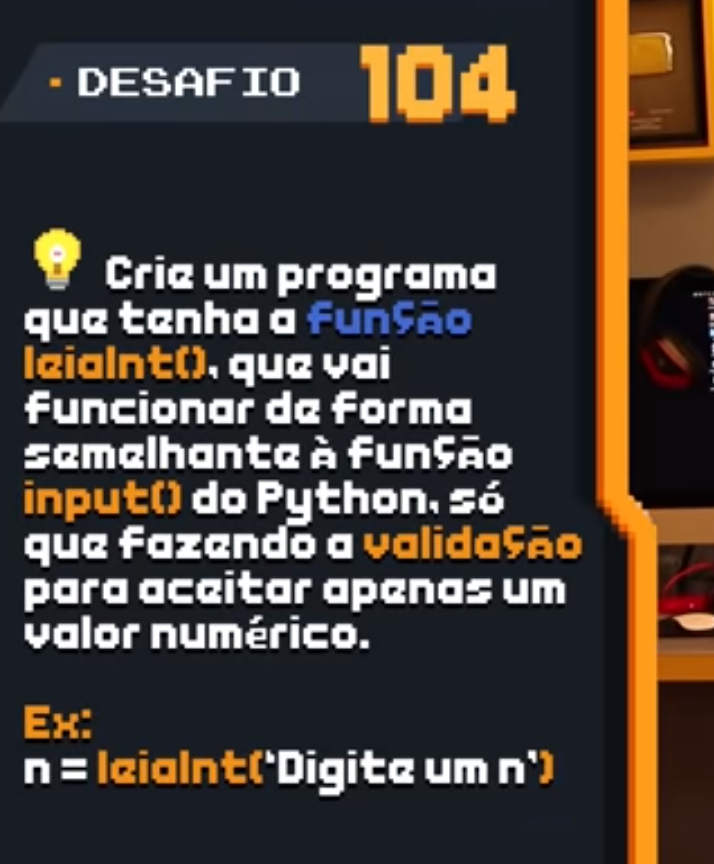 DESAFIO 104
Crie um programa
que tenha a função
leiaInt(), que vai
funcionar de forma
semelhante à função
input() do Python, só
que fazendo a validação
para aceitar apenas um
valor numérico.
Ex:
n = leiaInt(‘Digite um n’)